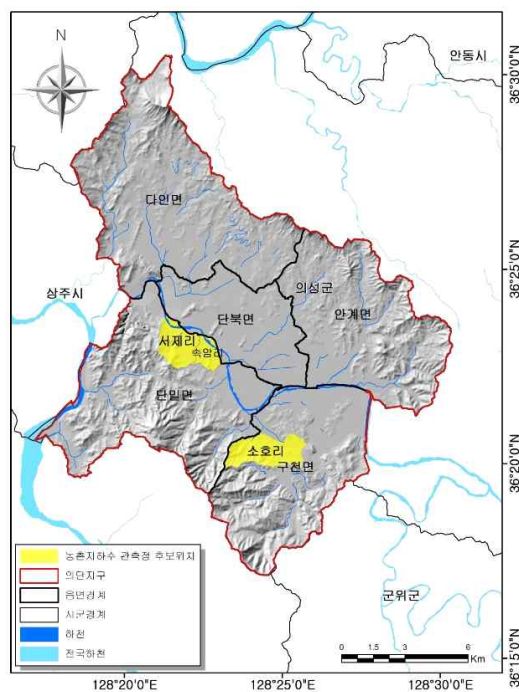 N
안동시
36°30'0"N
다인면
36°25'0"N
의성군
상주시
안계면
단북면
서제리
속암리
단밀면
소호리
구천면
36°20'0"N
농촌지하수 관측정 후보위치
의단지구
읍면경계
시군경계
하천
전국하천
군위군
0 1.5 3 6
Km
36°15'0"N
128°20'0"E 128°25'0"E 128°30'0"E